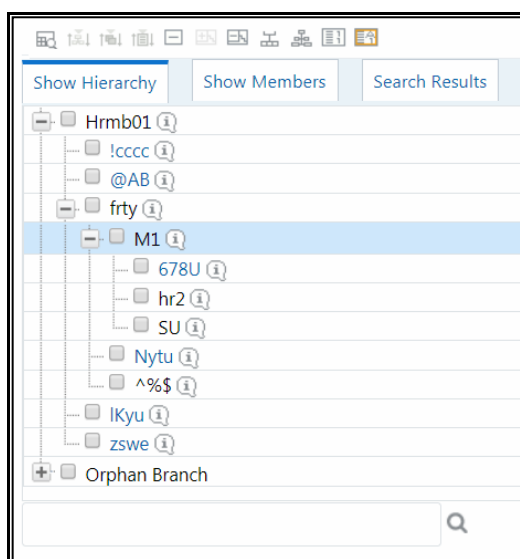 Show Hierarchy Show Members Search Results
Hrmb01
!cccc
@AB
frty
M1
678U
hr2
SU
Nytu
^%$
lKyu
zswe
Orphan Branch